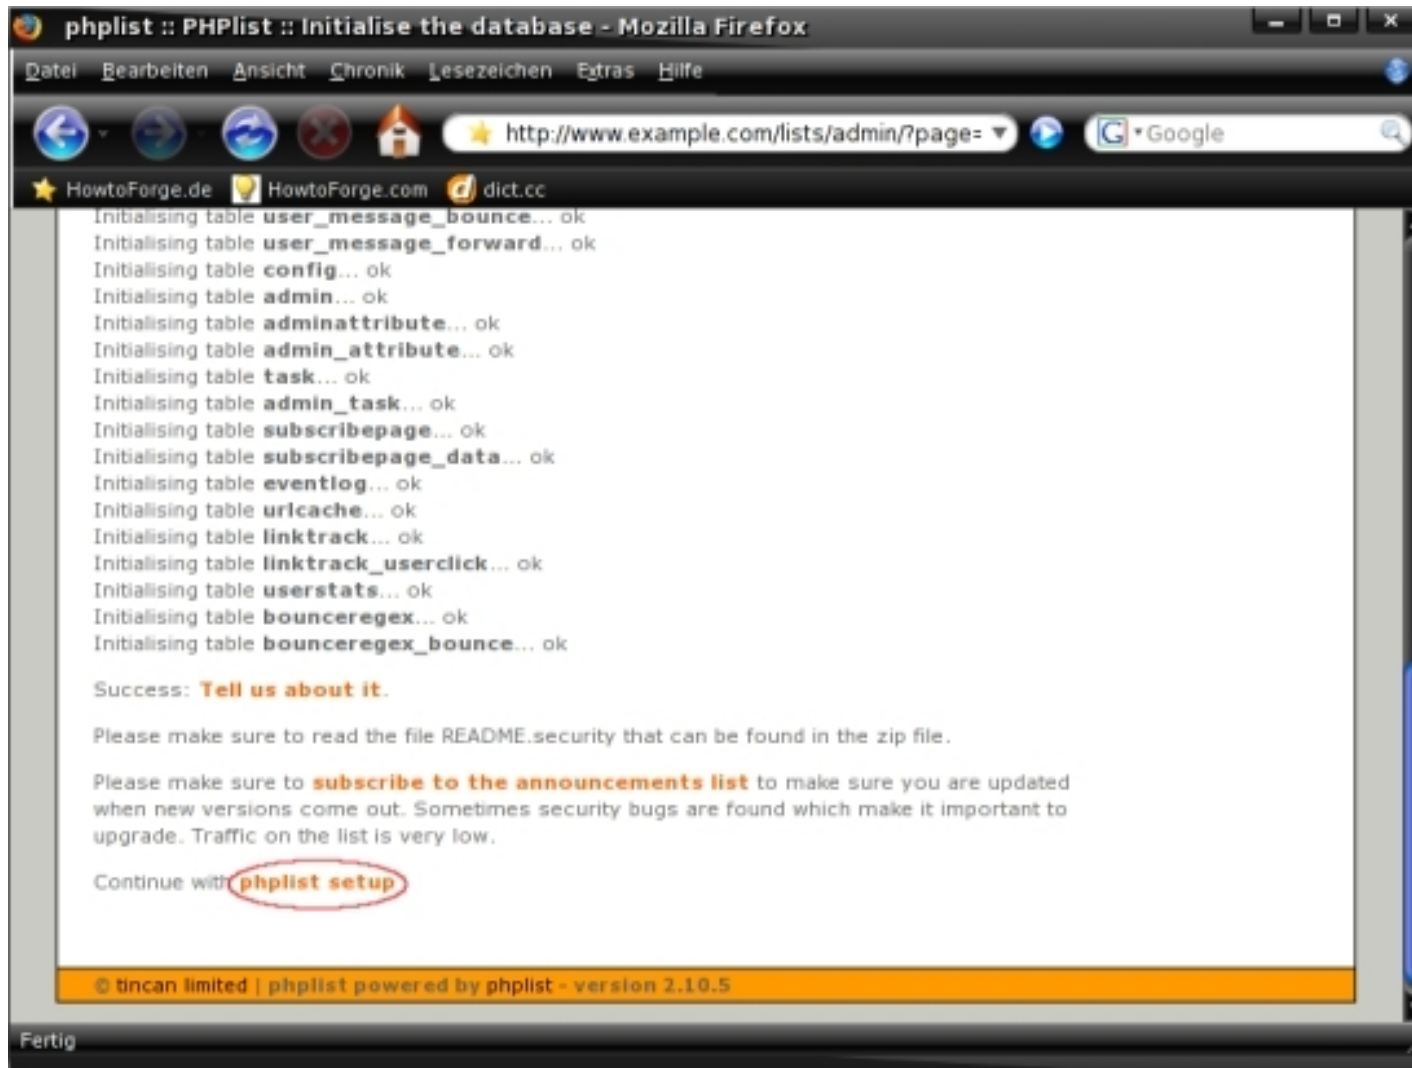 phplist :: PHPlist :: Initialise the database - Mozilla Firefox
Datei Bearbeiten Ansicht Chronik Lesezeichen Extras Hilfe
http://www.example.com/lists/admin/?page= G Google
HowtoForge.de HowtoForge.com d dict.cc
Initialising table user_message_bounce... ok
Initialising table user_message_forward... ok
Initialising table config... ok
Initialising table admin... ok
Initialising table adminattribute... ok
Initialising table admin_attribute... ok
Initialising table task... ok
Initialising table admin_task... ok
Initialising table subscribepage... ok
Initialising table subscribepage_data... ok
Initialising table eventlog... ok
Initialising table urlcache... ok
Initialising table linktrack... ok
Initialising table linktrack_userclick... ok
Initialising table userstats... ok
Initialising table bounceregex... ok
Initialising table bounceregex_bounce... ok
Success: Tell us about it.
Please make sure to read the file README.security that can be found in the zip file.
Please make sure to subscribe to the announcements list to make sure you are updated
when new versions come out. Sometimes security bugs are found which make it important to
upgrade. Traffic on the list is very low.
Continue with phplist setup
© tincan limited | phplist powered by phplist - version 2.10.5
Fertig